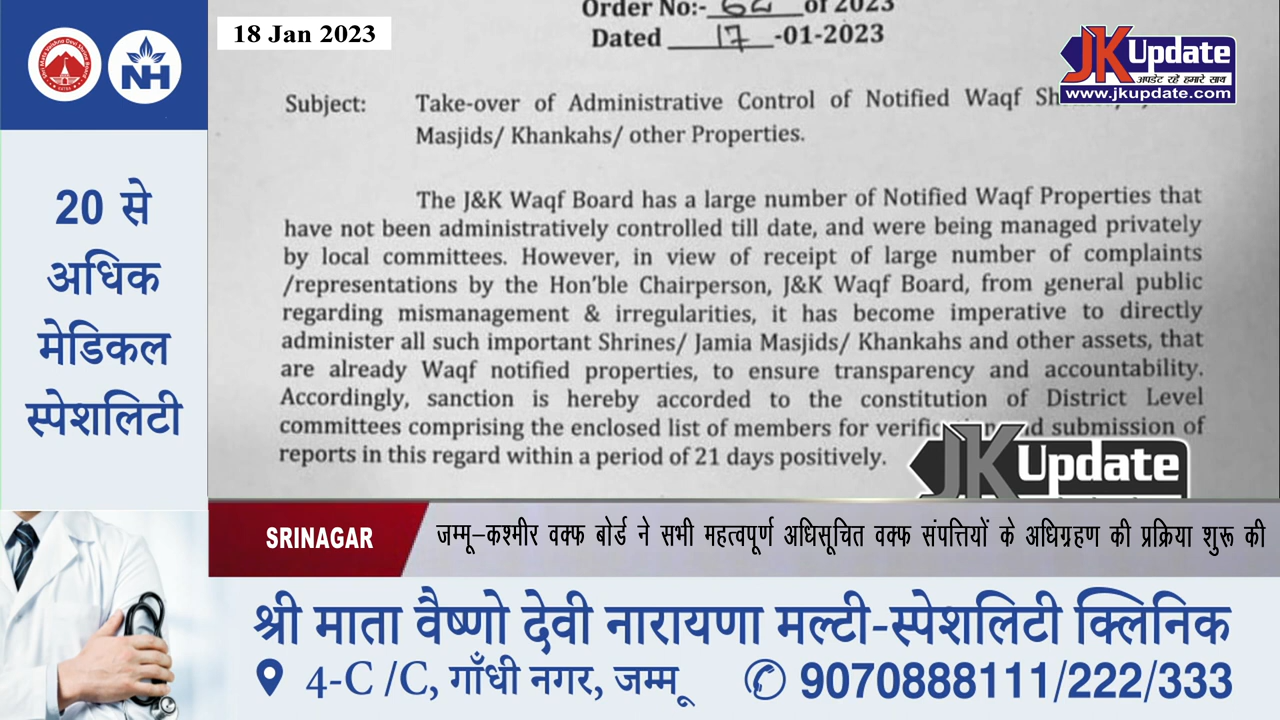 Order No:- 62 of 2023
18 Jan 2023
Dated 17 -01-2023
JK Update
अपडेट रहें हमारे साथ
www.jkupdate.com
NH
Subject: Take-over of Administrative Control of Notified Waqf
Masjids/ Khankahs/ other Properties.
The J&K Waqf Board has a large number of Notified Waqf Properties that
have not been administratively controlled till date, and were being managed privately
by local committees. However, in view of receipt of large number of complaints
/representations by the Hon'ble Chairperson, J&K Waqf Board, from general public
regarding mismanagement & irregularities, it has become imperative to directly
administer all such important Shrines/ Jamia Masjids/ Khankahs and other assets, that
are already Waqf notified properties, to ensure transparency and accountability.
Accordingly, sanction is hereby accorded to the constitution of District Level
committees comprising the enclosed list of members for submission of
reports in this regard within a period of 21 days positively.
JK Update
20 से
अधिक
मेडिकल
स्पेशलिटी
SRINAGAR
जम्मू-कश्मीर वक्फ बोर्ड ने सभी महत्वपूर्ण अधिसूचित वक्फ संपत्तियों के अधिग्रहण की प्रक्रिया शुरू की
श्री माता वैष्णो देवी नारायणा मल्टी-स्पेशलिटी क्लिनिक
4-C /C, गाँधी नगर, जम्मू
9070888111/222/333